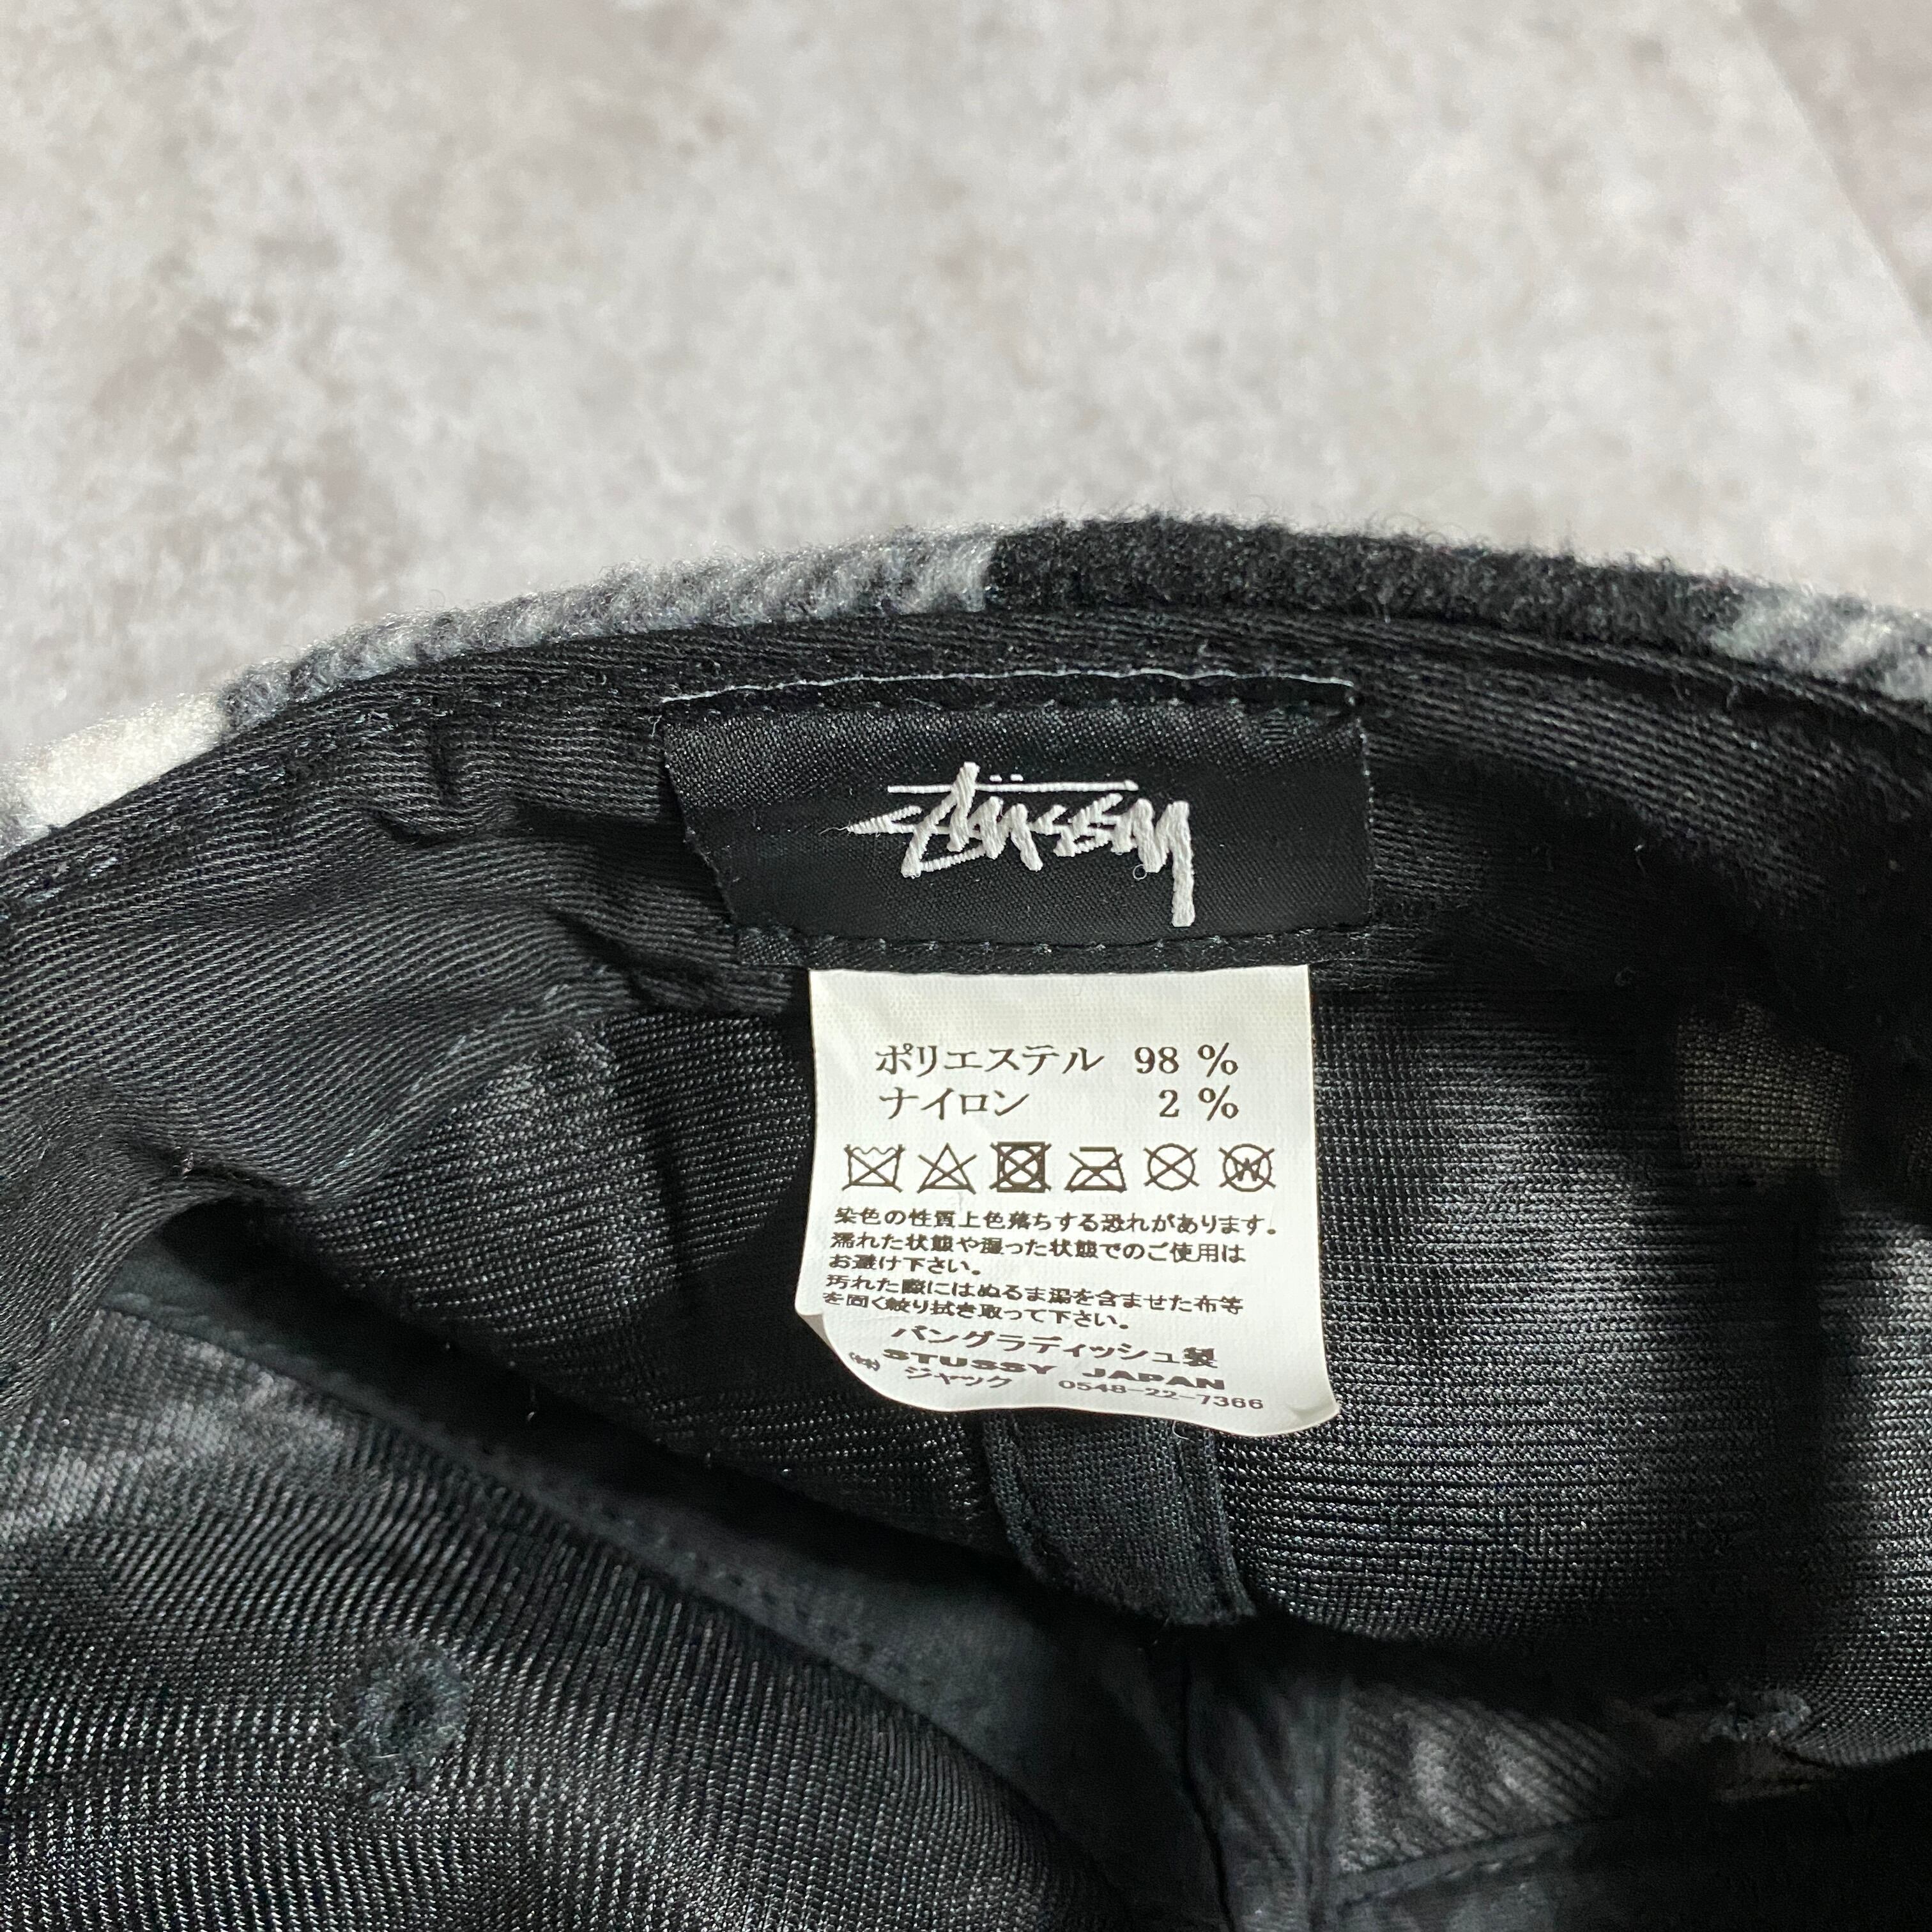 Stüssy
ポリエステル 98 %
ナイロン 2 %
染色の性質上色落ちする恐れがあります。
濡れた状態や湿った状態でのご使用は
お避け下さい。
汚れた際にはぬるま湯を含ませた布等
を固く絞り拭き取って下さい。
バングラディッシュ製
STUSSY JAPAN
㈱ジャック 0548-22-7366